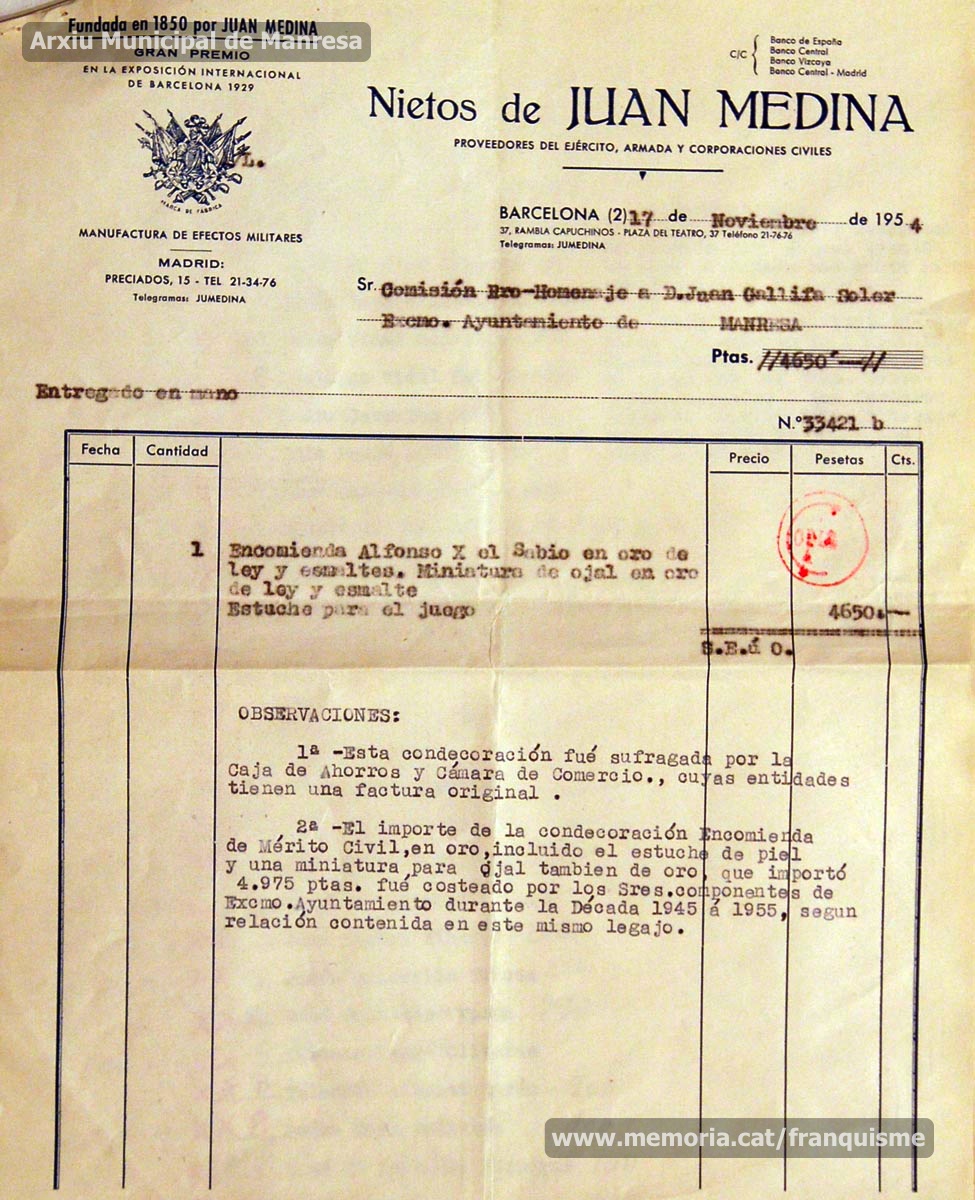 Fundada en 1850 por JUAN MEDINA
Arxiu Municipal de Manresa
GRAN PREMIO
EN LA EXPOSICIÓN INTERNACIONAL
DE BARCELONA 1929
L.
MARCA DE FABRICA
MANUFACTURA DE EFECTOS MILITARES
MADRID:
PRECIADOS, 15 - TEL 21-34-76
Telegramas: JUMEDINA
C/C
Banco de España
Banco Central
Banco Vizcaya
Banco Central - Madrid
Nietos de JUAN MEDINA
PROVEEDORES DEL EJÉRCITO, ARMADA Y CORPORACIONES CIVILES
BARCELONA (2) 17 de Noviembre de 1954
37, RAMBLA CAPUCHINOS - PLAZA DEL TEATRO, 37 Teléfono 21-76-76
Telegramas: JUMEDINA
Sr. Comisión Pro-Homenaje a D.Juan Gallifa Soler
Excmo. Ayuntamiento de MANRESA
Ptas. //4650'--//
Entregado en mano
N.º 33421 b
Fecha Cantidad Precio Pesetas Cts.
1 Encomienda Alfonso X el Sabio en oro de
ley y esmaltes. Miniatura de ojal en oro
de ley y esmalte
Estuche para el juego 4650.--
S.E.ú O.
OBSERVACIONES:
1ª -Esta condecoración fué sufragada por la
Caja de Ahorros y Cámara de Comercio., cuyas entidades
tienen una factura original .
2ª -El importe de la condecoración Encomienda
de Mérito Civil,en oro,incluido el estuche de piel
y una miniatura para ojal tambien de oro, que importó
4.975 ptas. fué costeado por los Sres.componentes de
Excmo.Ayuntamiento durante la Década 1945 á 1955, segun
relación contenida en este mismo legajo.
www.memoria.cat/franquisme